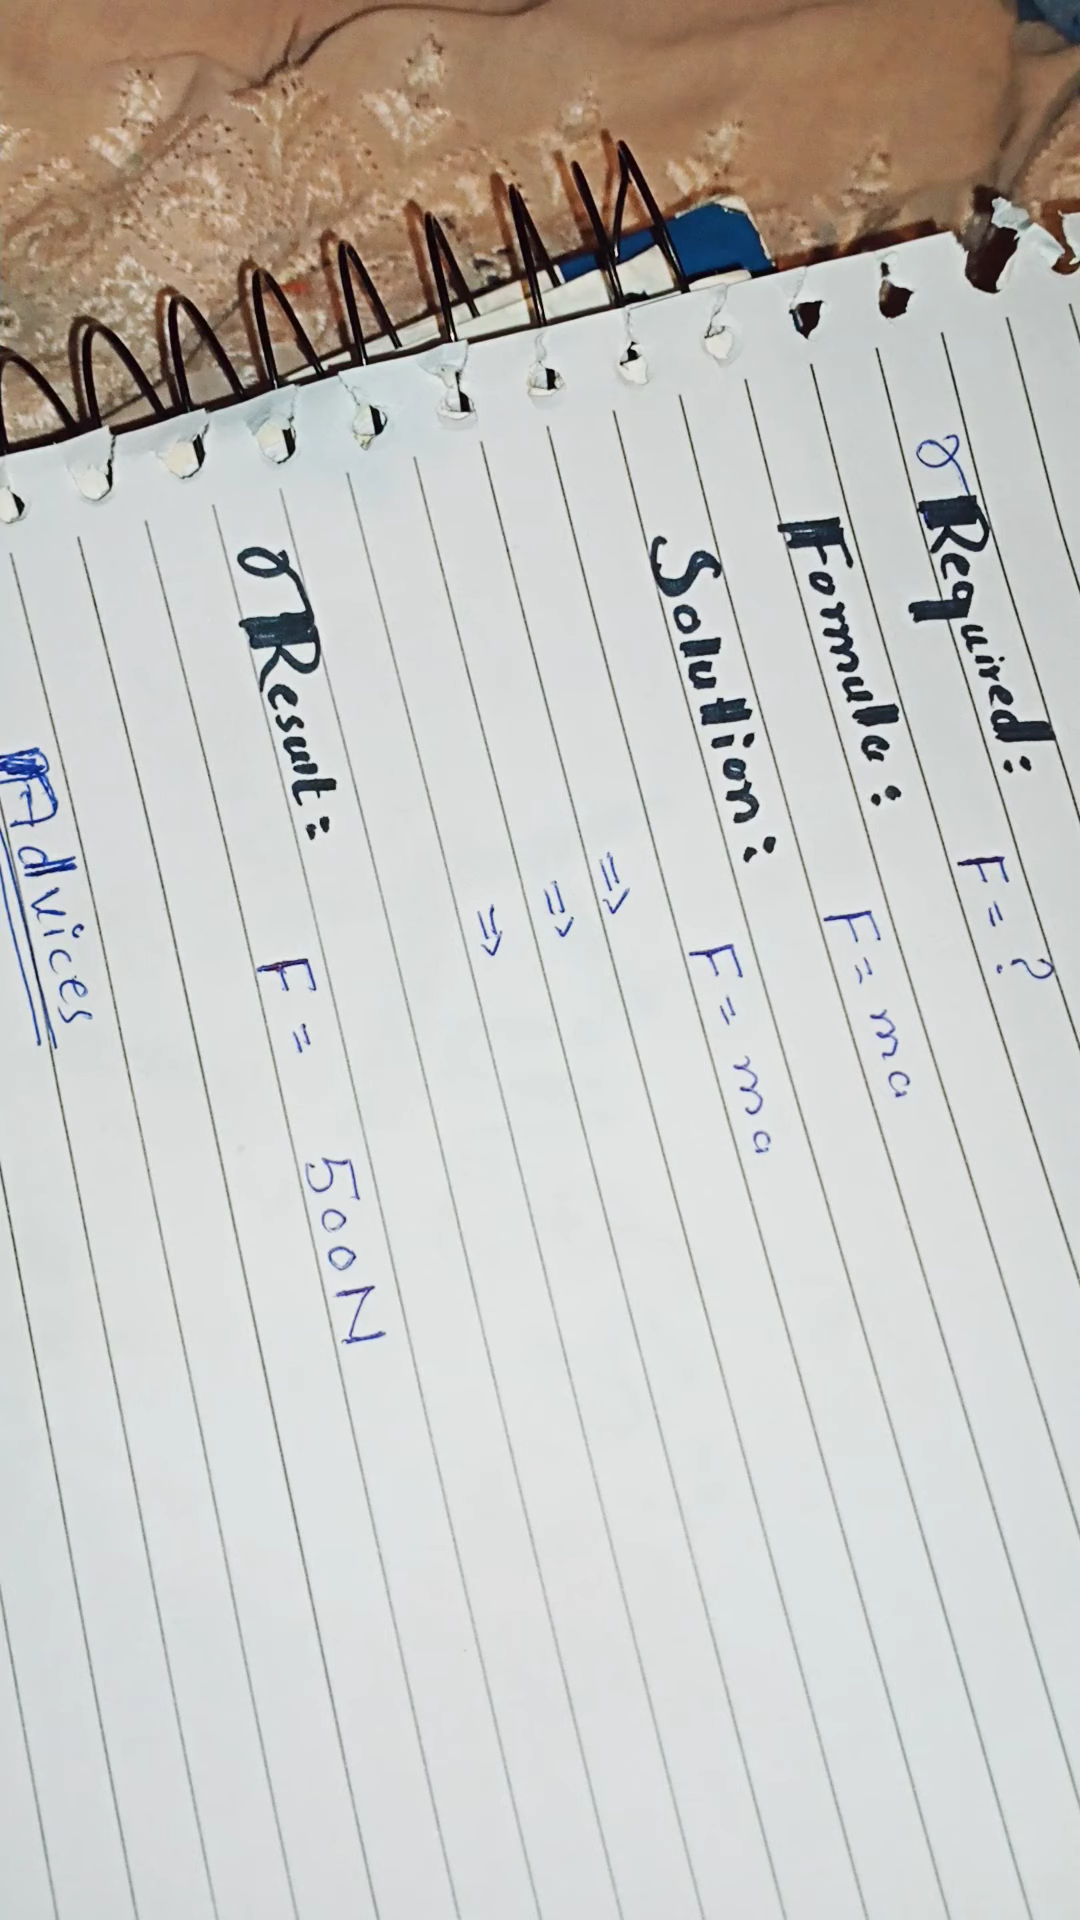 Required: F = ?
Formula: F = ma
Solution: F = ma
⇒
⇒
⇒
Result: F = 500N
Advices